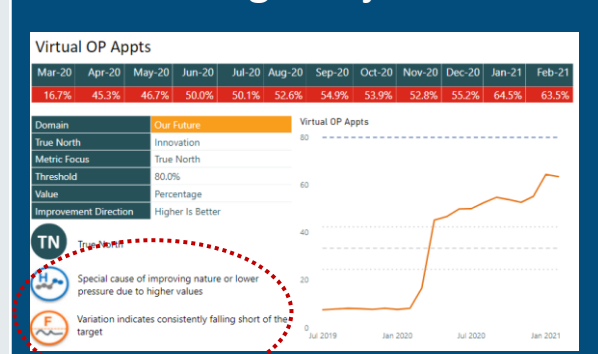 Virtual OP Appts
Mar-20 Apr-20 May-20 Jun-20 Jul-20 Aug-20 Sep-20 Oct-20 Nov-20 Dec-20 Jan-21 Feb-21
16.7% 45.3% 46.7% 50.0% 50.1% 52.6% 54.9% 53.9% 52.8% 55.2% 64.5% 63.5%
Domain Our Future
True North Innovation
Metric Focus True North
Threshold 80.0%
Value Percentage
Improvement Direction Higher Is Better
TN True North
H Special cause of improving nature or lower
pressure due to higher values
F Variation indicates consistently falling short of the
target
Virtual OP Appts
80
60
40
20
0
Jul 2019 Jan 2020 Jul 2020 Jan 2021